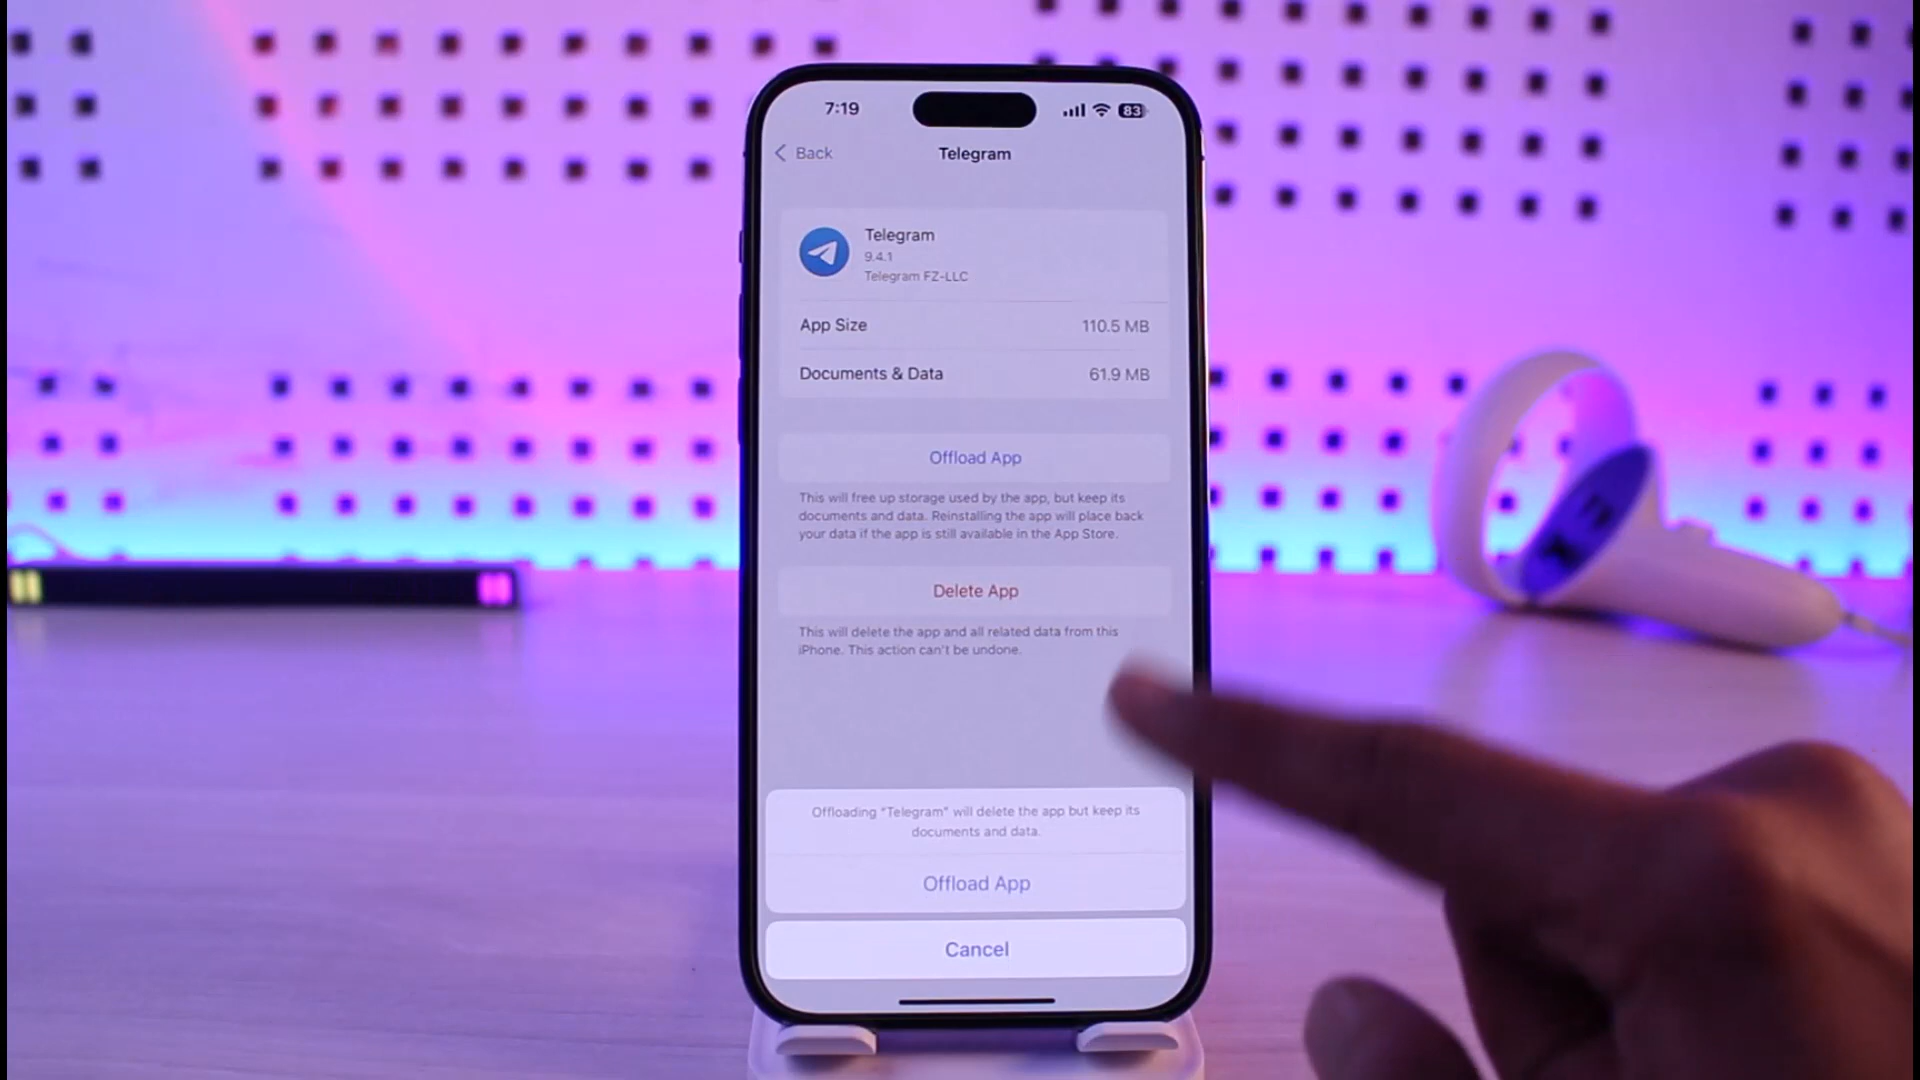 7:19
83
Back
Telegram
Telegram
9.4.1
Telegram FZ-LLC
App Size 110.5 MB
Documents & Data 61.9 MB
Offload App
This will free up storage used by the app, but keep its
documents and data. Reinstalling the app will place back
your data if the app is still available in the App Store.
Delete App
This will delete the app and all related data from this
iPhone. This action can't be undone.
Offloading "Telegram" will delete the app but keep its
documents and data.
Offload App
Cancel